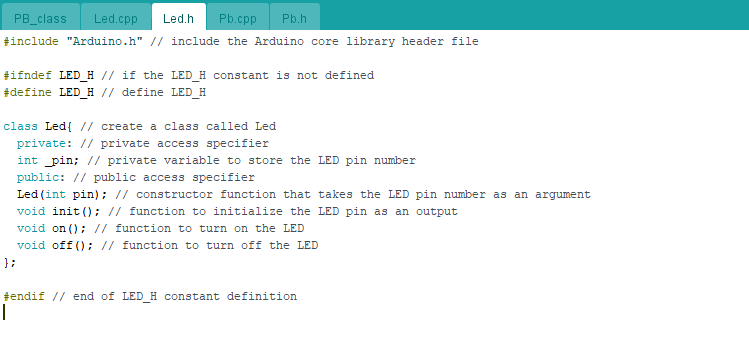 PB_class Led.cpp Led.h Pb.cpp Pb.h
#include "Arduino.h" // include the Arduino core library header file
#ifndef LED_H // if the LED_H constant is not defined
#define LED_H // define LED_H
class Led{ // create a class called Led
private: // private access specifier
int _pin; // private variable to store the LED pin number
public: // public access specifier
Led(int pin); // constructor function that takes the LED pin number as an argument
void init(); // function to initialize the LED pin as an output
void on(); // function to turn on the LED
void off(); // function to turn off the LED
};
#endif // end of LED_H constant definition